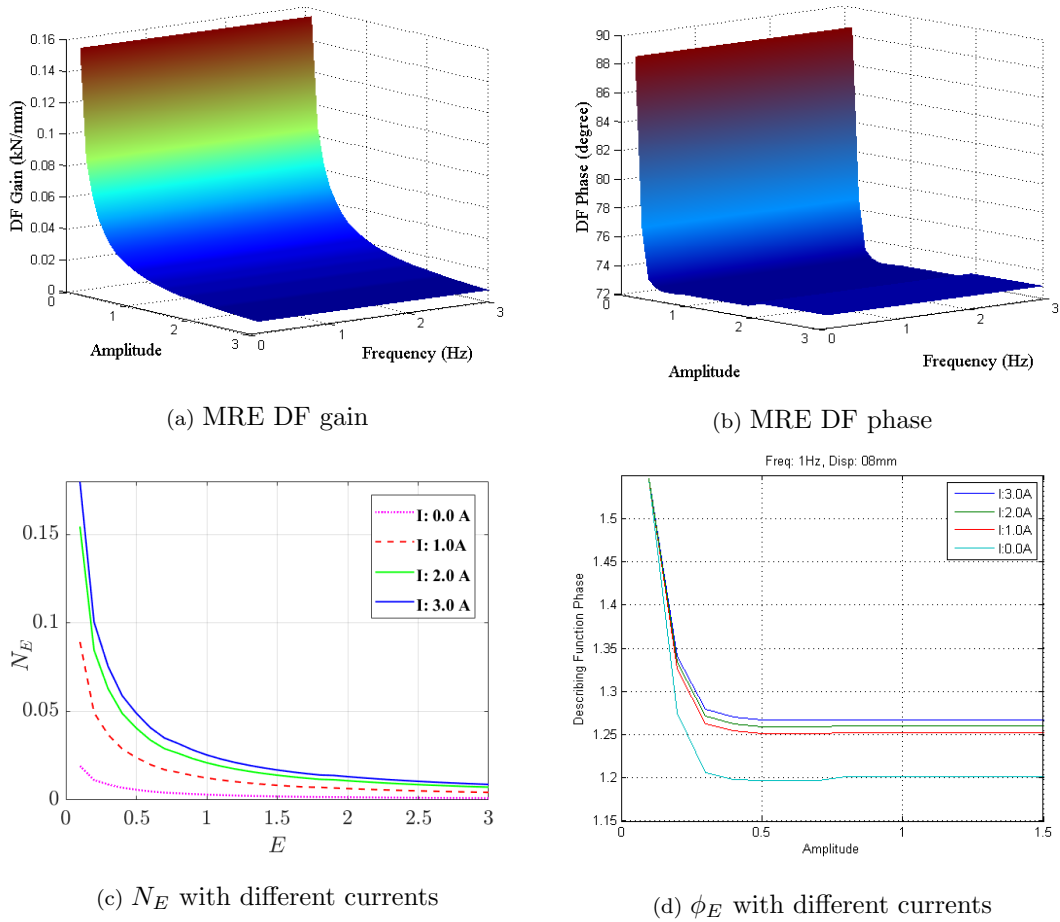 0.16
0.14
0.12
0.1
0.08
0.06
0.04
0.02
0
DF Gain (kN/mm)
0
1
2
3
Amplitude
0
1
2
3
Frequency (Hz)
(a) MRE DF gain
90
88
86
84
82
80
78
76
74
72
DF Phase (degree)
0
1
2
3
Amplitude
0
1
2
3
Frequency (Hz)
(b) MRE DF phase
0.15
0.1
0.05
0
N_E
0 0.5 1 1.5 2 2.5 3
E
I: 0.0 A
I: 1.0A
I: 2.0 A
I: 3.0 A
(c) N_E with different currents
Freq: 1Hz, Disp: 08mm
1.5
1.45
1.4
1.35
1.3
1.25
1.2
1.15
Describing Function Phase
0 0.5 1 1.5
Amplitude
I:3.0A
I:2.0A
I:1.0A
I:0.0A
(d) ϕ_E with different currents